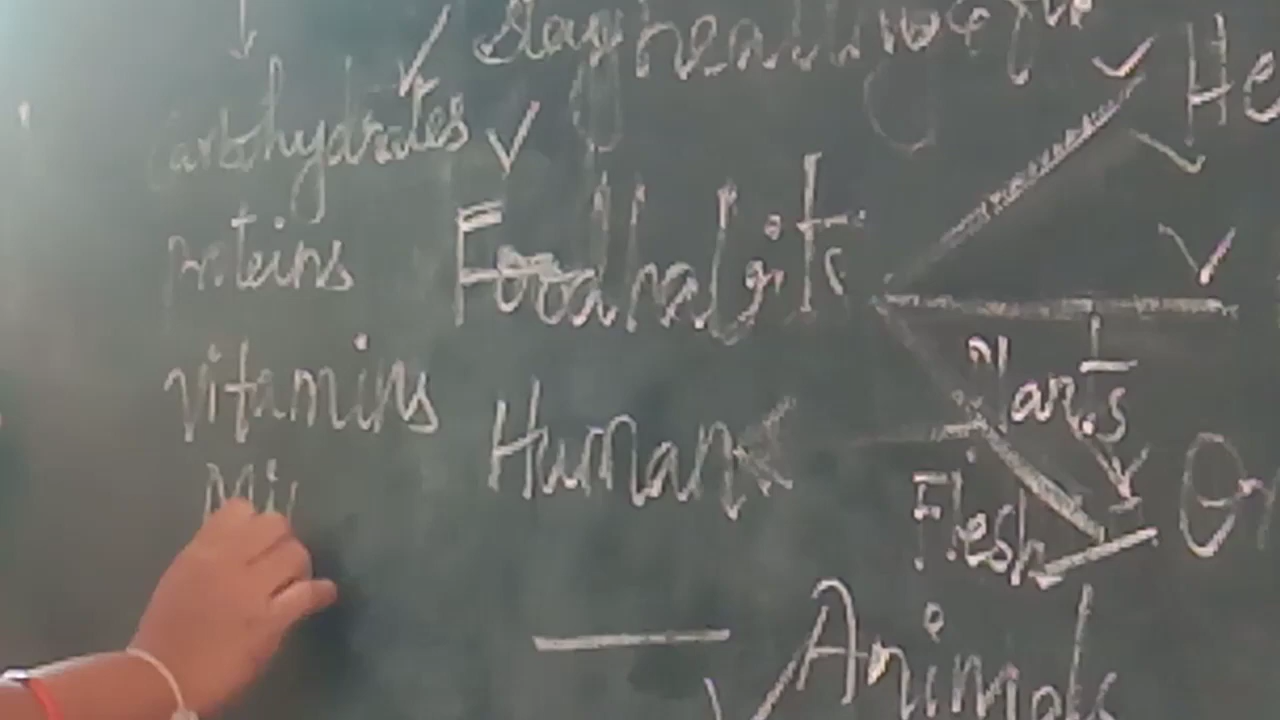 Stay healthy
He
carbohydrates
Food habits
proteins
Plants
vitamins
Humans
Flesh
Mi
Animals